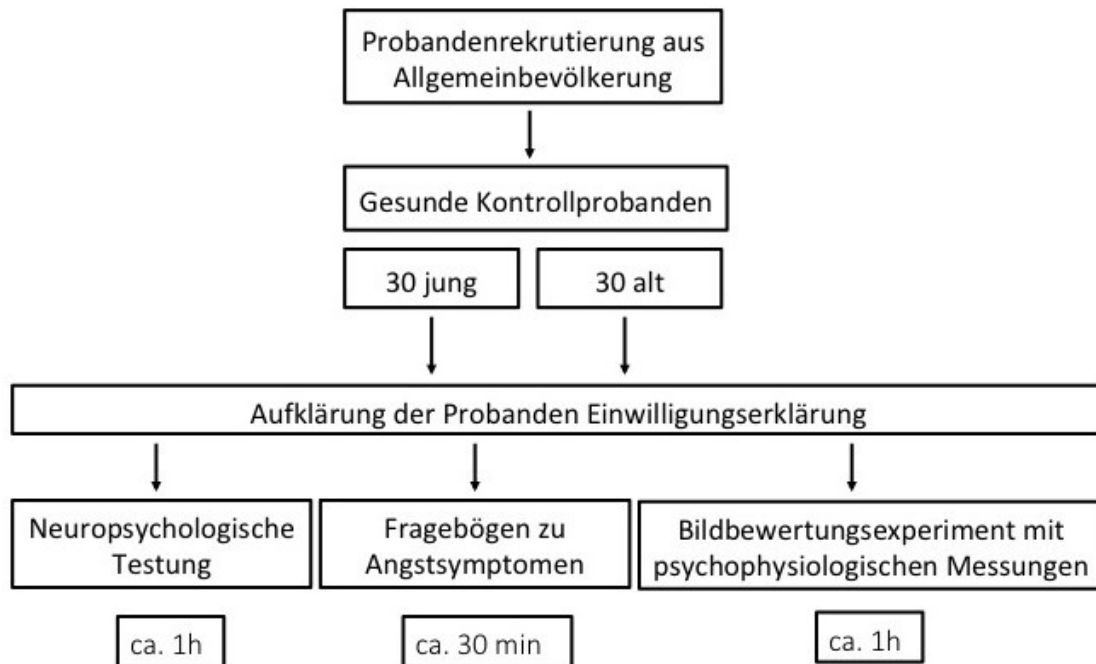 Probandenrekrutierung aus
Allgemeinbevölkerung
Gesunde Kontrollprobanden
30 jung
30 alt
Aufklärung der Probanden Einwilligungserklärung
Neuropsychologische
Testung
Fragebögen zu
Angstsymptomen
Bildbewertungsexperiment mit
psychophysiologischen Messungen
ca. 1h
ca. 30 min
ca. 1h